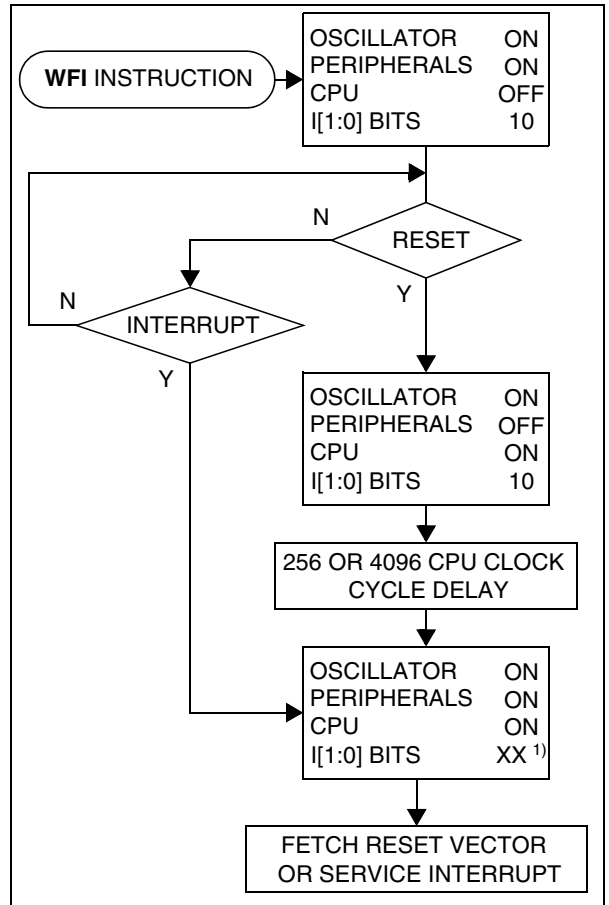 WFI INSTRUCTION
OSCILLATOR ON
PERIPHERALS ON
CPU OFF
I[1:0] BITS 10
N
RESET
Y
N
INTERRUPT
Y
OSCILLATOR ON
PERIPHERALS OFF
CPU ON
I[1:0] BITS 10
256 OR 4096 CPU CLOCK
CYCLE DELAY
OSCILLATOR ON
PERIPHERALS ON
CPU ON
I[1:0] BITS XX 1)
FETCH RESET VECTOR
OR SERVICE INTERRUPT